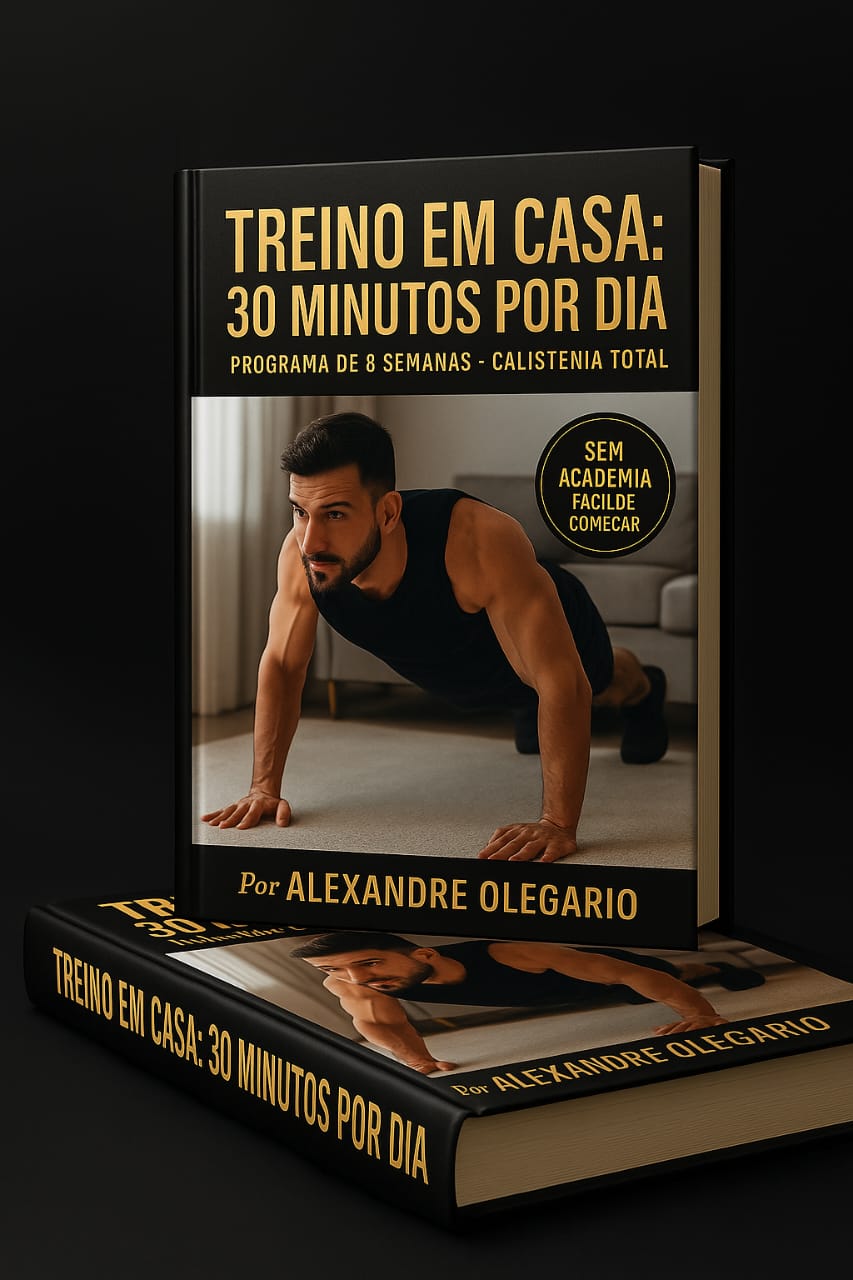 TREINO EM CASA:
30 MINUTOS POR DIA
PROGRAMA DE 8 SEMANAS - CALISTENIA TOTAL
SEM
ACADEMIA
FACILDE
COMECAR
Por ALEXANDRE OLEGARIO
TREINO EM CASA: 30 MINUTOS POR DIA
Por ALEXANDRE OLEGARIO